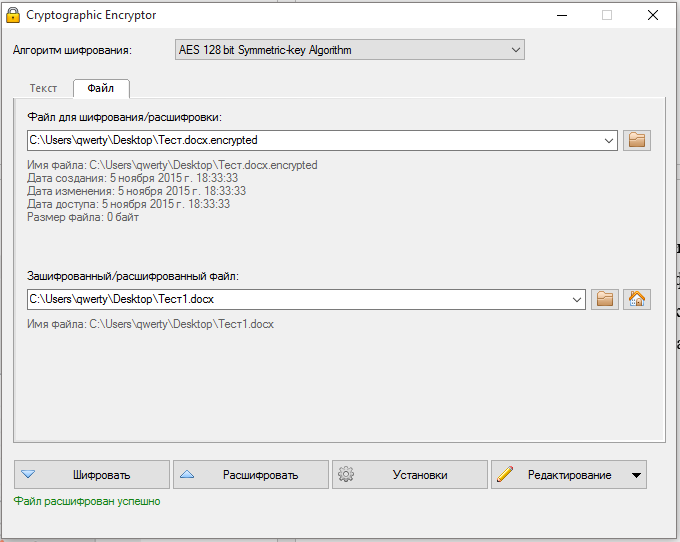 Cryptographic Encryptor
Алгоритм шифрования: AES 128 bit Symmetric-key Algorithm
Текст Файл
Файл для шифрования/расшифровки:
C:\Users\qwerty\Desktop\Тест.docx.encrypted
Имя файла: C:\Users\qwerty\Desktop\Тест.docx.encrypted
Дата создания: 5 ноября 2015 г. 18:33:33
Дата изменения: 5 ноября 2015 г. 18:33:33
Дата доступа: 5 ноября 2015 г. 18:33:33
Размер файла: 0 байт
Зашифрованный/расшифрованный файл:
C:\Users\qwerty\Desktop\Тест1.docx
Имя файла: C:\Users\qwerty\Desktop\Тест1.docx
Шифровать Расшифровать Установки Редактирование
Файл расшифрован успешно